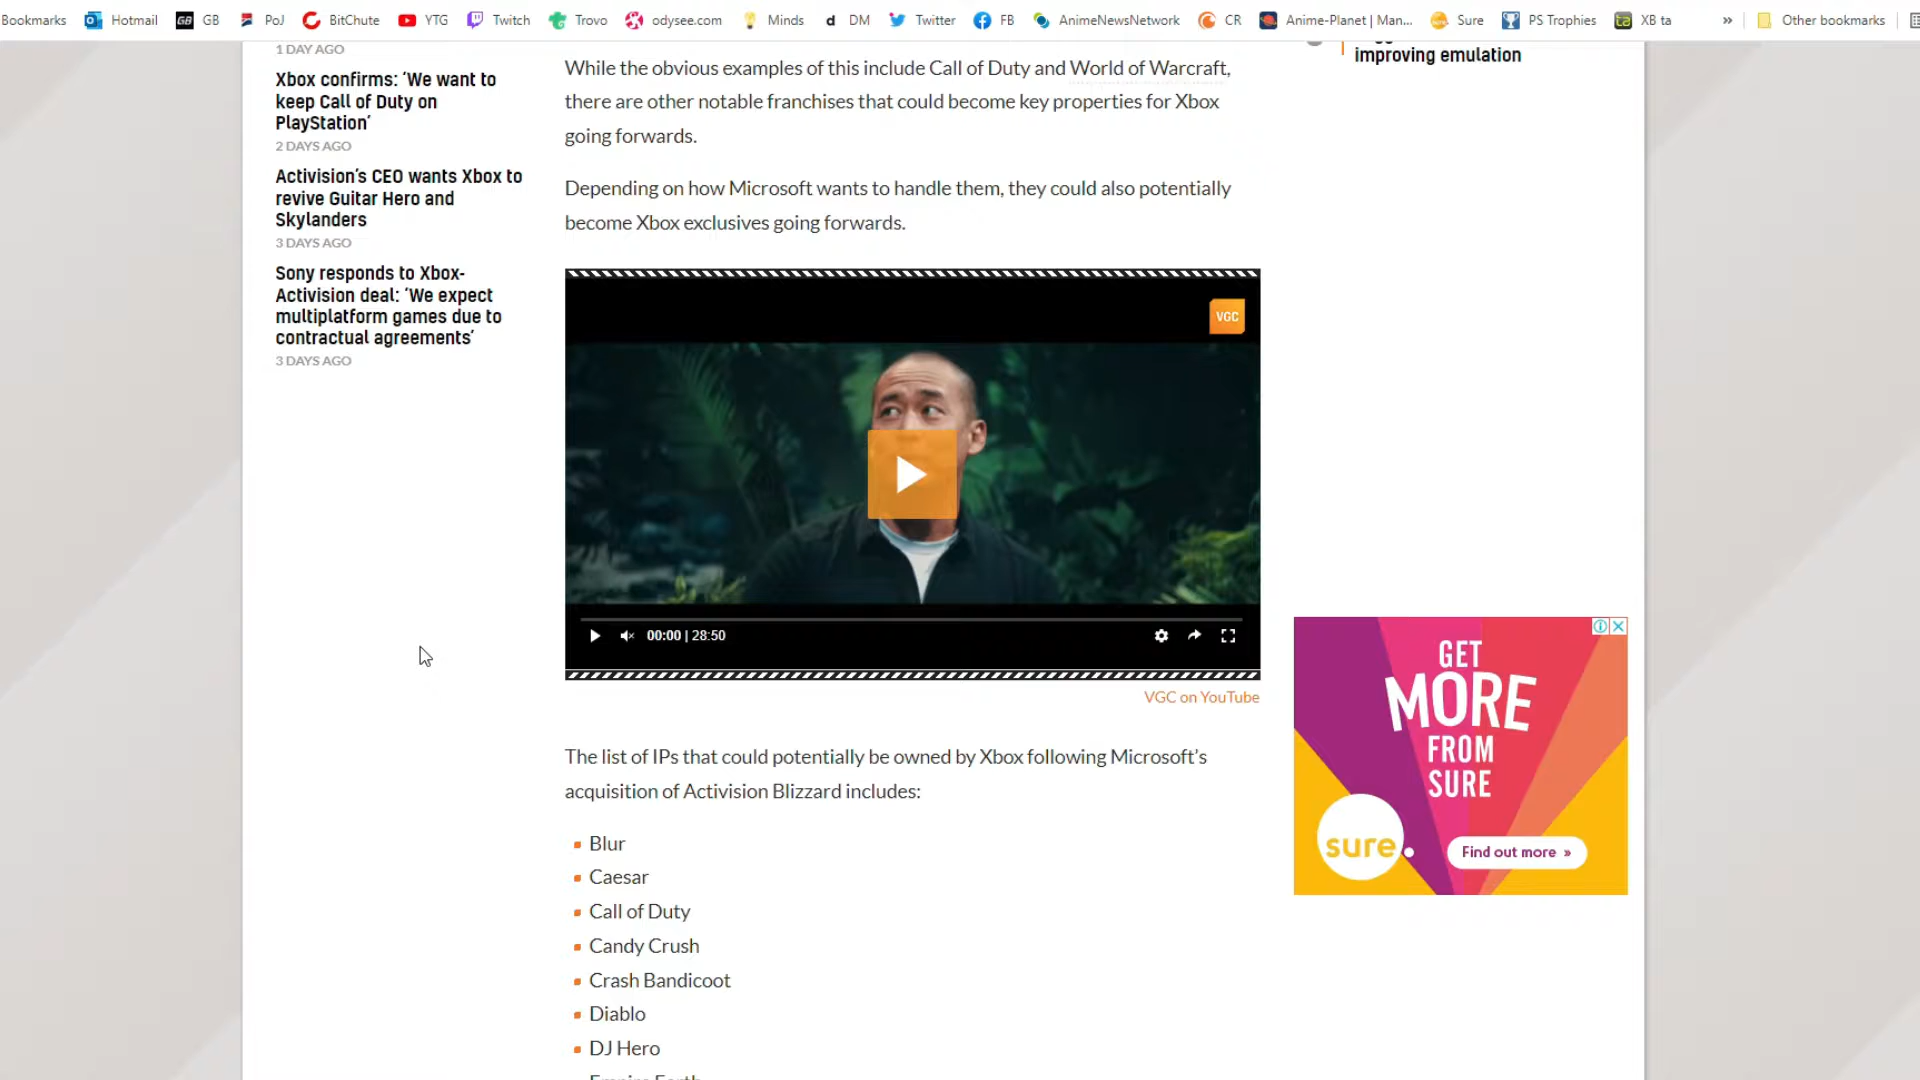 Bookmarks Hotmail GB PoJ BitChute YTG Twitch Trovo odysee.com Minds DM Twitter FB AnimeNewsNetwork CR Anime-Planet | Man... Sure PS Trophies XB ta » Other bookmarks
1 DAY AGO
Xbox confirms: ‘We want to
keep Call of Duty on
PlayStation’
2 DAYS AGO
Activision’s CEO wants Xbox to
revive Guitar Hero and
Skylanders
3 DAYS AGO
Sony responds to Xbox-
Activision deal: ‘We expect
multiplatform games due to
contractual agreements’
3 DAYS AGO
While the obvious examples of this include Call of Duty and World of Warcraft,
there are other notable franchises that could become key properties for Xbox
going forwards.
Depending on how Microsoft wants to handle them, they could also potentially
become Xbox exclusives going forwards.
VGC
00:00 | 28:50
VGC on YouTube
The list of IPs that could potentially be owned by Xbox following Microsoft’s
acquisition of Activision Blizzard includes:
Blur
Caesar
Call of Duty
Candy Crush
Crash Bandicoot
Diablo
DJ Hero
improving emulation
GET
MORE
FROM
SURE
sure.
Find out more »